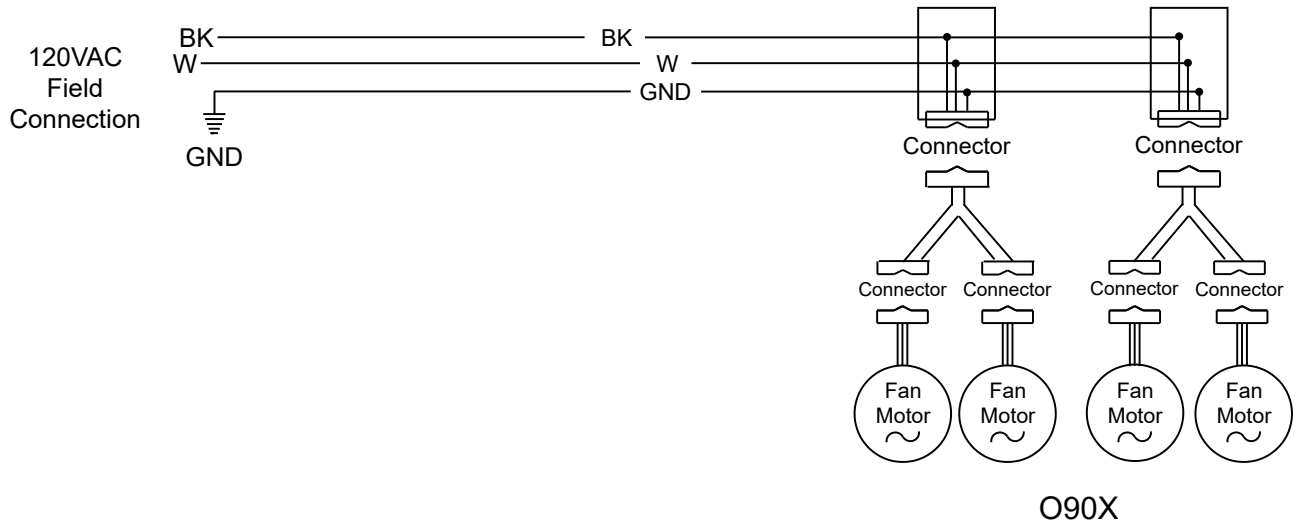 120VAC
Field
Connection
BK
W
GND
BK
W
GND
Connector
Connector
Connector
Connector
Connector
Connector
Fan
Motor
Fan
Motor
Fan
Motor
Fan
Motor
O90X